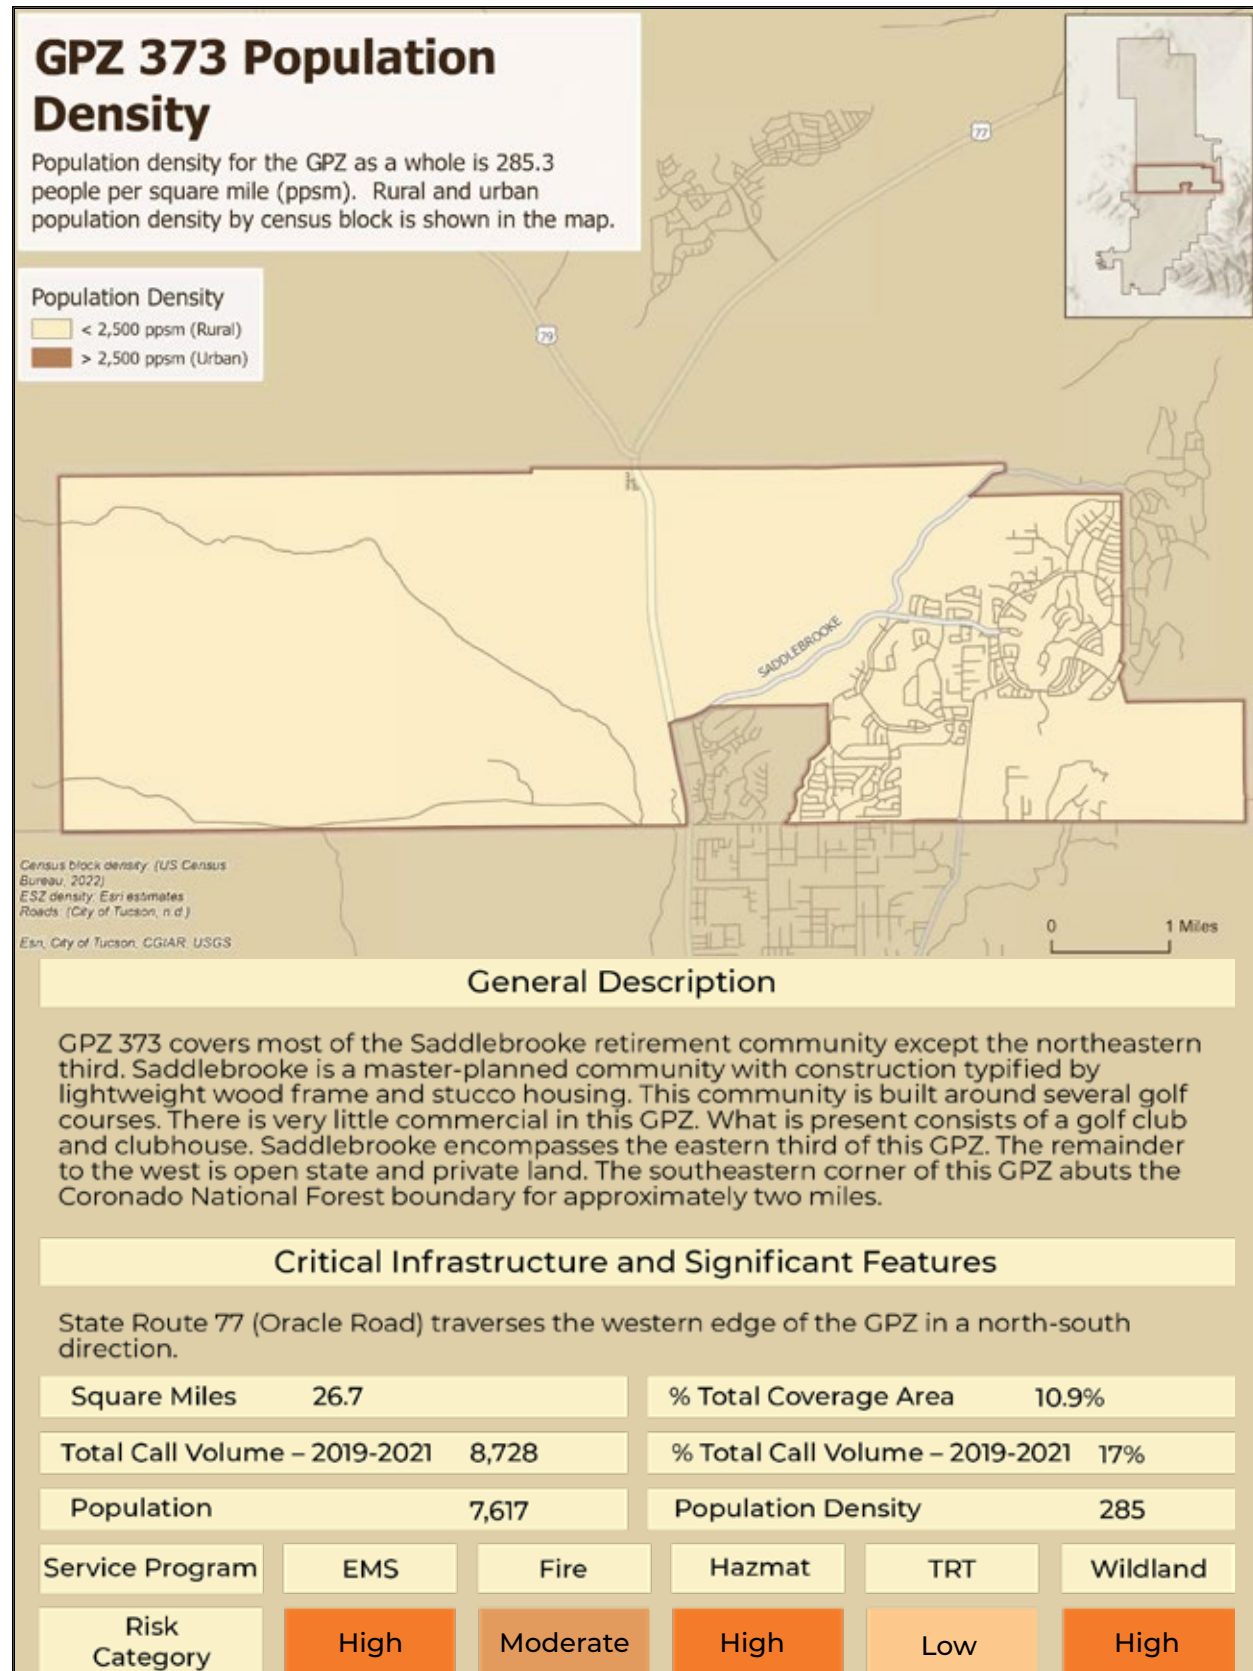 GPZ 373 Population
Density
Population density for the GPZ as a whole is 285.3
people per square mile (ppsm). Rural and urban
population density by census block is shown in the map.
Population Density
< 2,500 ppsm (Rural)
> 2,500 ppsm (Urban)
77
79
SADDLEBROOKE
Census block density: (US Census
Bureau, 2022)
ESZ density: Esri estimates
Roads: (City of Tucson, n.d.)
Esri, City of Tucson, CGIAR, USGS
0 1 Miles
General Description
GPZ 373 covers most of the Saddlebrooke retirement community except the northeastern
third. Saddlebrooke is a master-planned community with construction typified by
lightweight wood frame and stucco housing. This community is built around several golf
courses. There is very little commercial in this GPZ. What is present consists of a golf club
and clubhouse. Saddlebrooke encompasses the eastern third of this GPZ. The remainder
to the west is open state and private land. The southeastern corner of this GPZ abuts the
Coronado National Forest boundary for approximately two miles.
Critical Infrastructure and Significant Features
State Route 77 (Oracle Road) traverses the western edge of the GPZ in a north-south
direction.
Square Miles 26.7
% Total Coverage Area 10.9%
Total Call Volume – 2019-2021 8,728
% Total Call Volume – 2019-2021 17%
Population 7,617
Population Density 285
Service Program EMS Fire Hazmat TRT Wildland
Risk
Category High Moderate High Low High